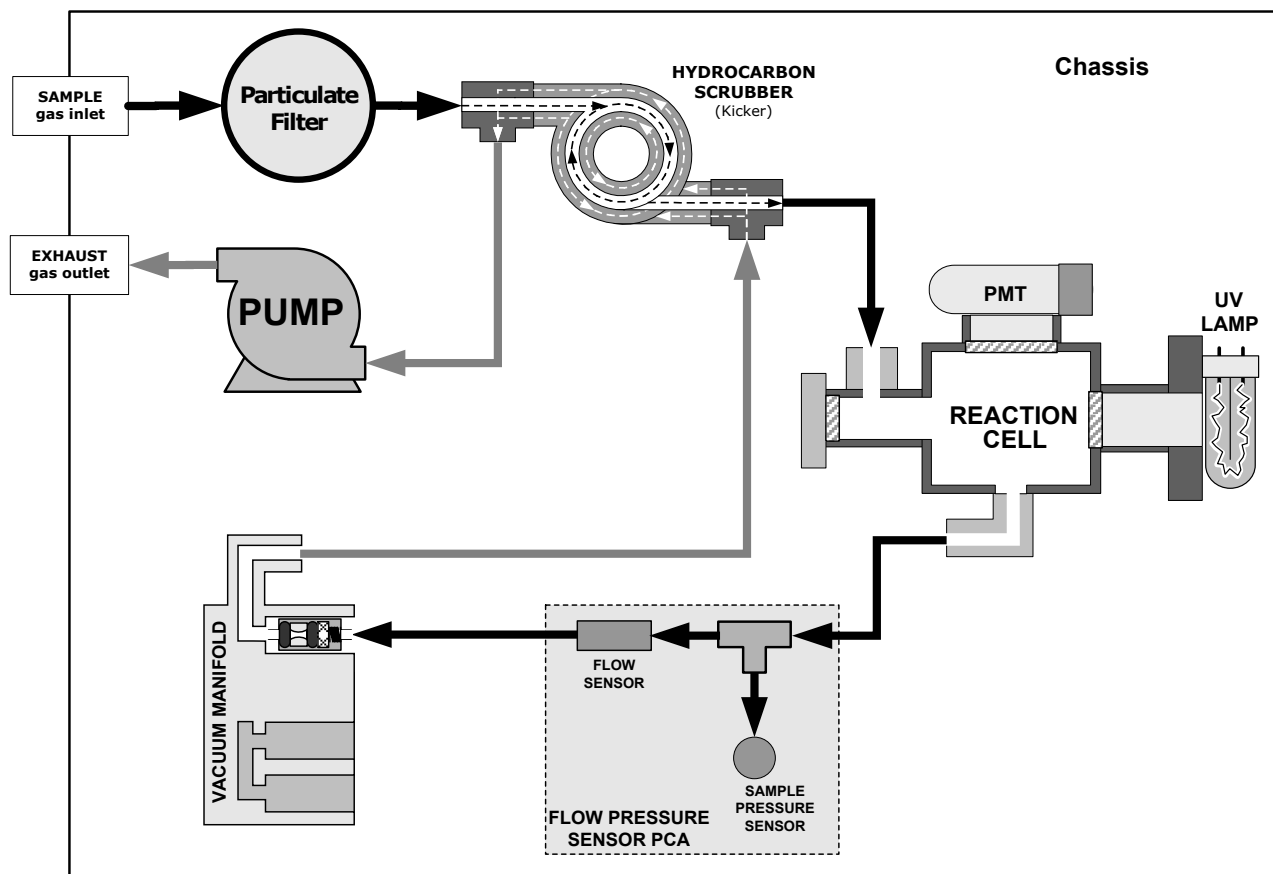 Chassis
SAMPLE
gas inlet
Particulate
Filter
HYDROCARBON
SCRUBBER
(Kicker)
EXHAUST
gas outlet
PUMP
PMT
UV
LAMP
REACTION
CELL
VACUUM MANIFOLD
FLOW
SENSOR
SAMPLE
PRESSURE
SENSOR
FLOW PRESSURE
SENSOR PCA